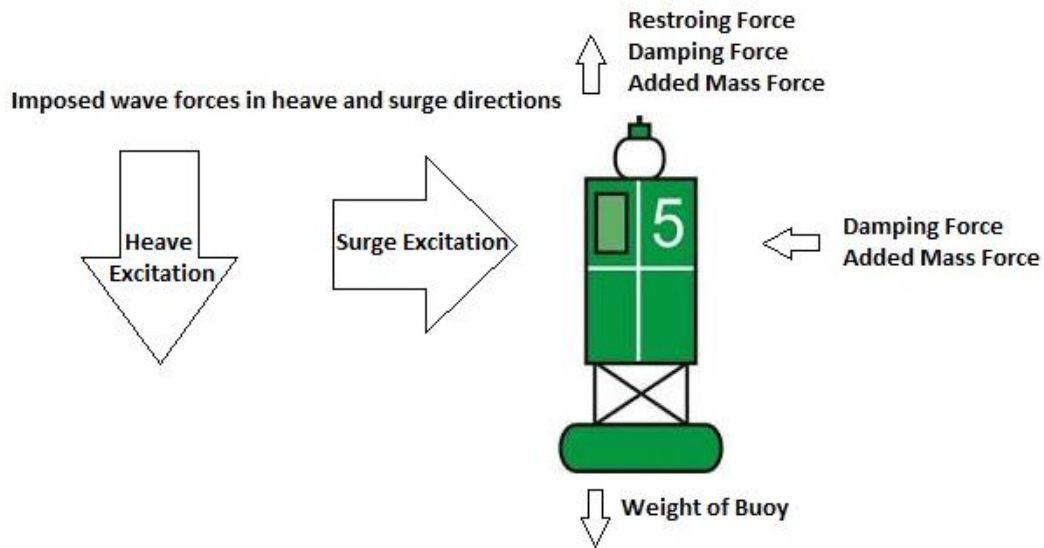 Restroing Force
Damping Force
Added Mass Force
Imposed wave forces in heave and surge directions
Heave
Excitation
Surge Excitation
5
Damping Force
Added Mass Force
Weight of Buoy